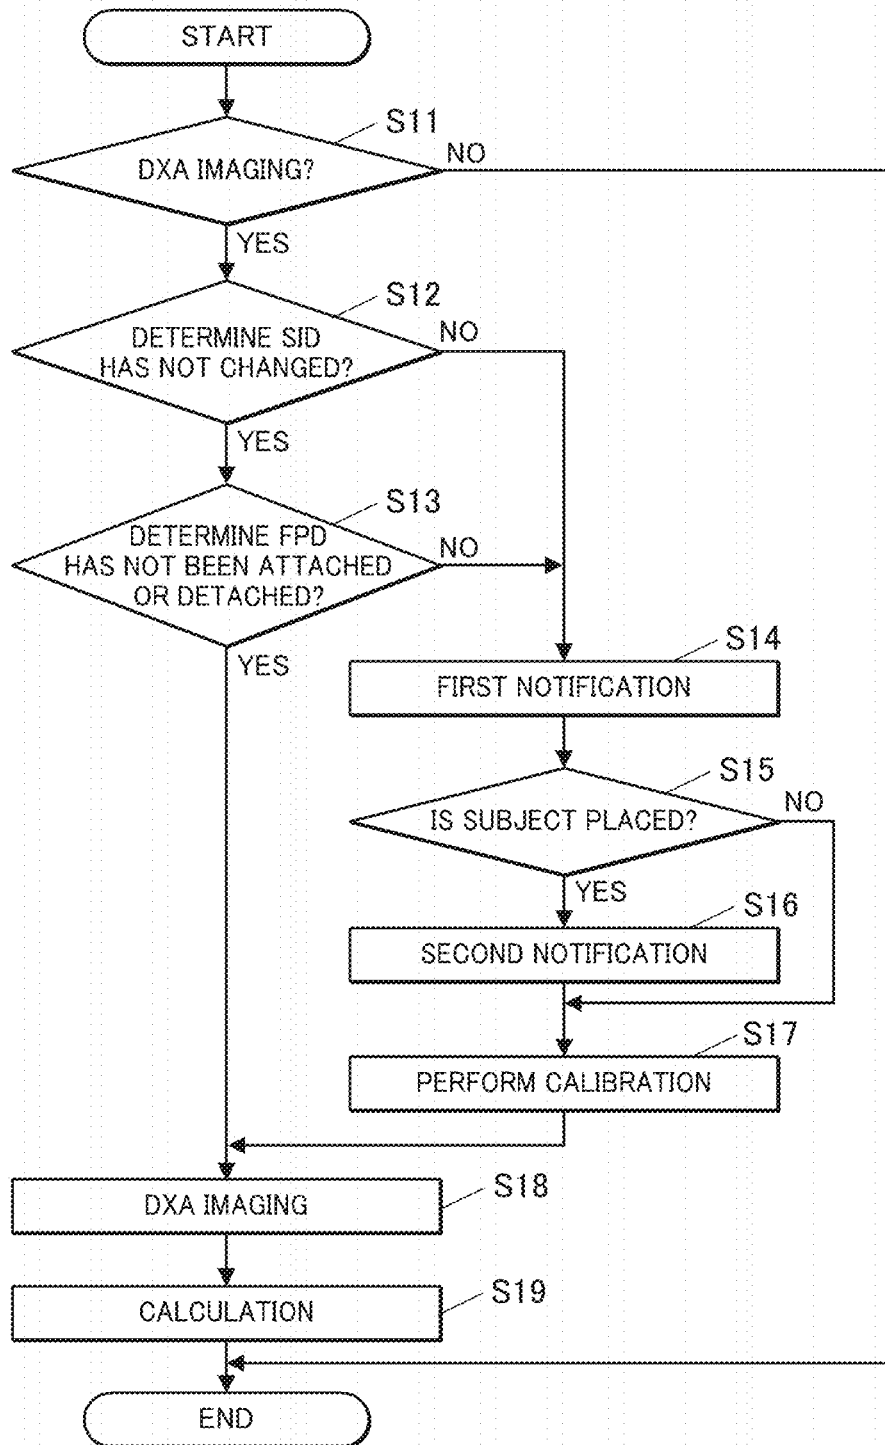 START
S11
DXA IMAGING?
NO
YES
S12
DETERMINE SID
HAS NOT CHANGED?
NO
YES
S13
DETERMINE FPD
HAS NOT BEEN ATTACHED
OR DETACHED?
NO
YES
S14
FIRST NOTIFICATION
S15
IS SUBJECT PLACED?
NO
YES
S16
SECOND NOTIFICATION
S17
PERFORM CALIBRATION
S18
DXA IMAGING
S19
CALCULATION
END